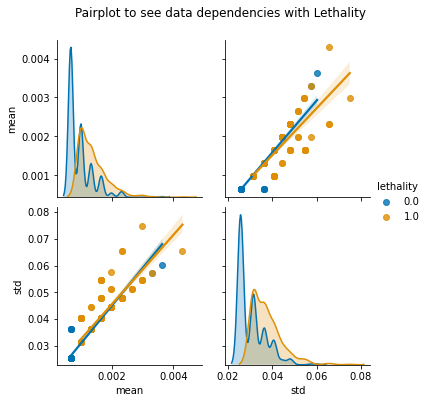 Pairplot to see data dependencies with Lethality
0.004
0.003
0.002
0.001
mean
lethality
0.0
1.0
0.08
0.07
0.06
0.05
0.04
0.03
std
0.002 0.004
mean
0.02 0.04 0.06 0.08
std